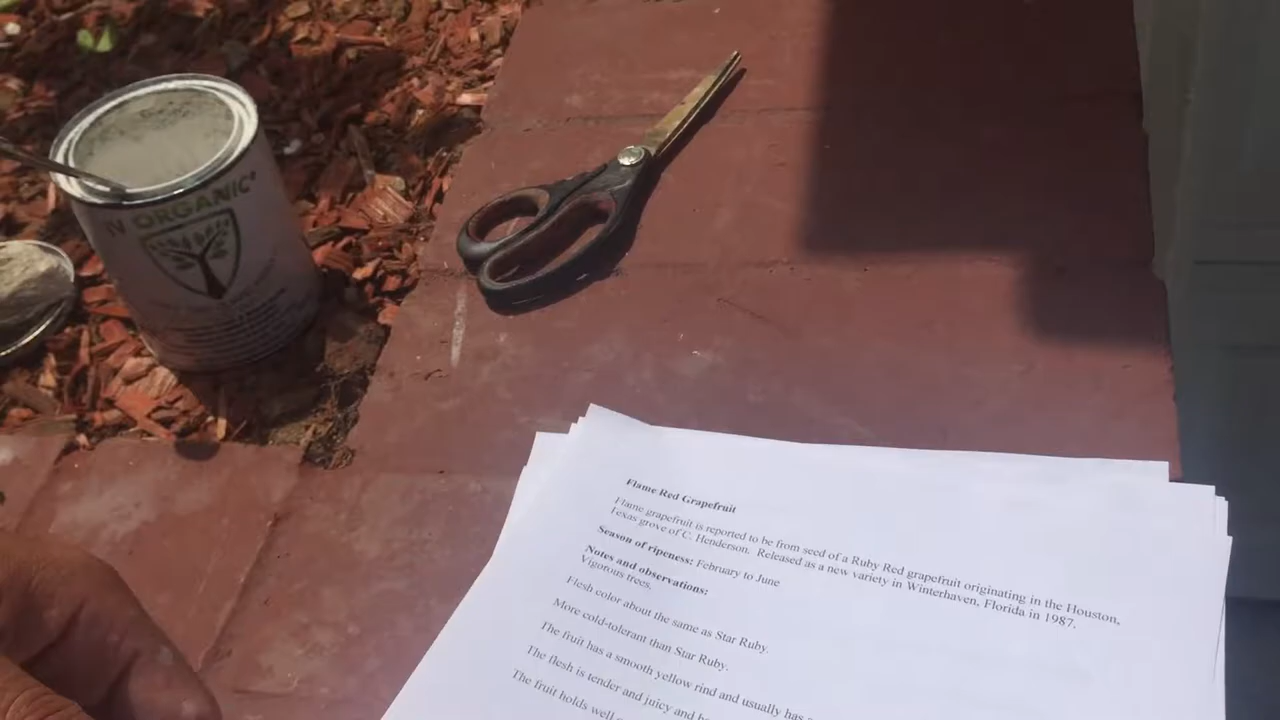 IN ORGANIC
Flame Red Grapefruit
Flame grapefruit is reported to be from seed of a Ruby Red grapefruit originating in the Houston,
Texas grove of C. Henderson. Released as a new variety in Winterhaven, Florida in 1987.
Season of ripeness: February to June
Notes and observations:
Vigorous trees.
Flesh color about the same as Star Ruby.
More cold-tolerant than Star Ruby.
The fruit has a smooth yellow rind and usually has
The flesh is tender and juicy and
The fruit holds well